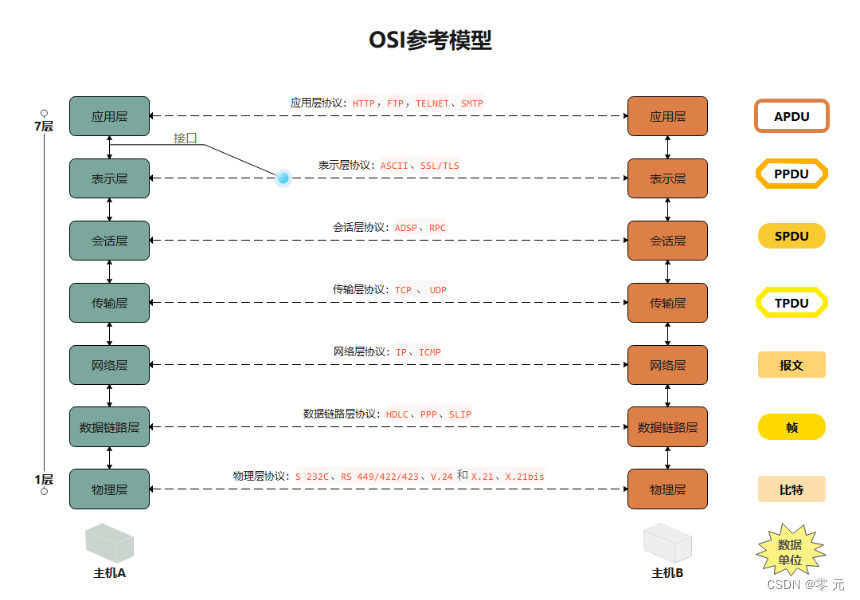 OSI参考模型
7层
应用层
应用层协议：HTTP，FTP，TELNET、SMTP
应用层
APDU
接口
表示层
表示层协议：ASCII、SSL/TLS
表示层
PPDU
会话层
会话层协议：ADSP、RPC
会话层
SPDU
传输层
传输层协议：TCP 、 UDP
传输层
TPDU
网络层
网络层协议：IP、ICMP
网络层
报文
数据链路层
数据链路层协议：HDLC、PPP、SLIP
数据链路层
帧
1层
物理层
物理层协议：S 232C、RS 449/422/423、V.24 和 X.21、X.21bis
物理层
比特
主机A
主机B
数据
单位
CSDN @零 元